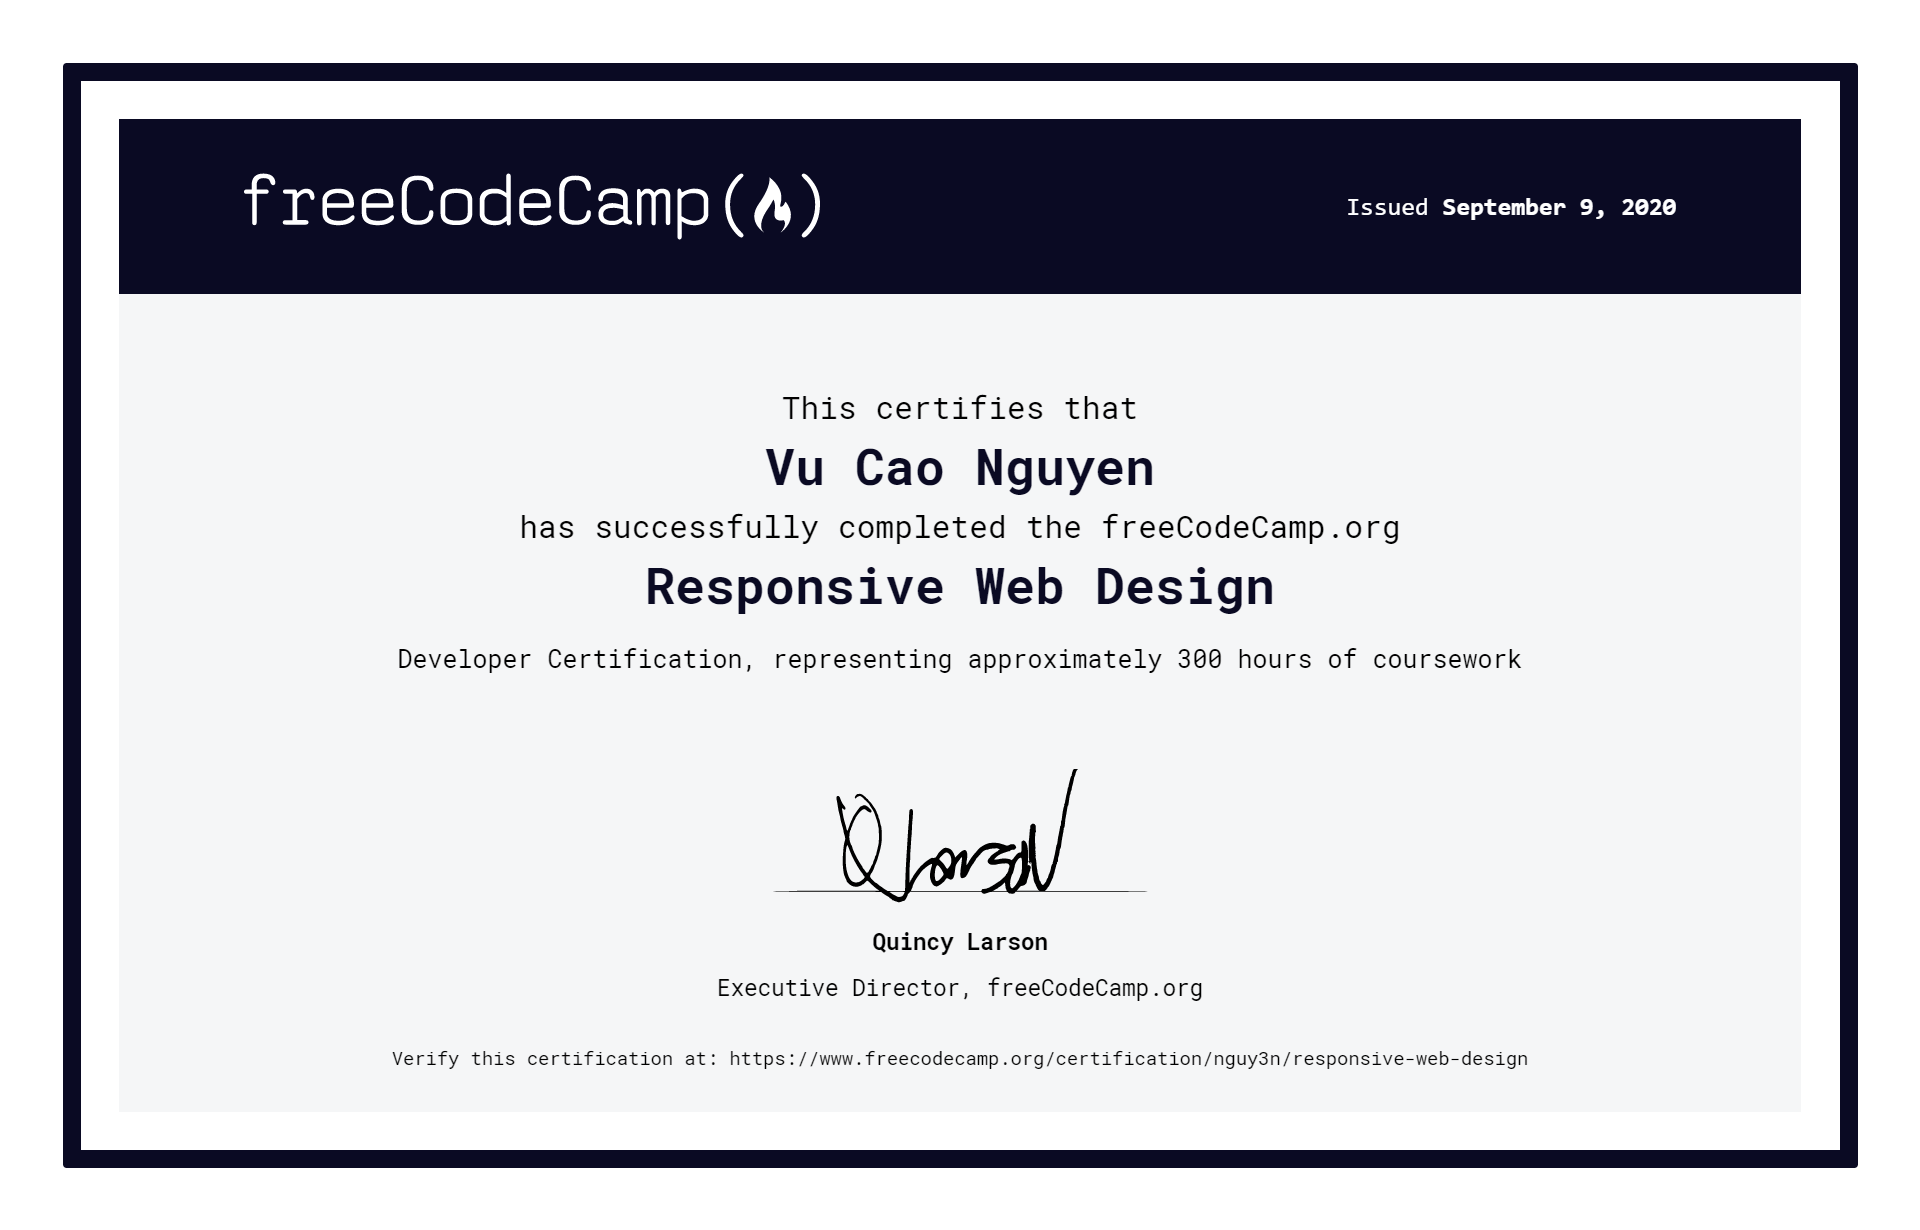 freeCodeCamp(🔥)
Issued September 9, 2020
This certifies that
Vu Cao Nguyen
has successfully completed the freeCodeCamp.org
Responsive Web Design
Developer Certification, representing approximately 300 hours of coursework
Q Larson
Quincy Larson
Executive Director, freeCodeCamp.org
Verify this certification at: https://www.freecodecamp.org/certification/nguy3n/responsive-web-design